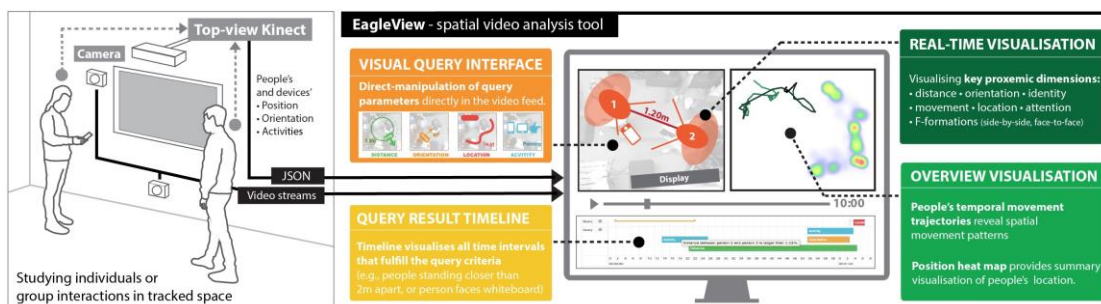 Top-view Kinect
Camera
People's
and devices'
• Position
• Orientation
• Activities
JSON
Video streams
Studying individuals or
group interactions in tracked space
EagleView - spatial video analysis tool
VISUAL QUERY INTERFACE
Direct-manipulation of query
parameters directly in the video feed.
DISTANCE
ORIENTATION
LOCATION
ACVITITY
QUERY RESULT TIMELINE
Timeline visualises all time intervals
that fulfill the query criteria
(e.g., people standing closer than
2m apart, or person faces whiteboard)
1
1.20m
2
Display
10:00
REAL-TIME VISUALISATION
Visualising key proxemic dimensions:
• distance • orientation • identity
• movement • location • attention
• F-formations (side-by-side, face-to-face)
OVERVIEW VISUALISATION
People's temporal movement
trajectories reveal spatial
movement patterns
Position heat map provides summary
visualisation of people's location.